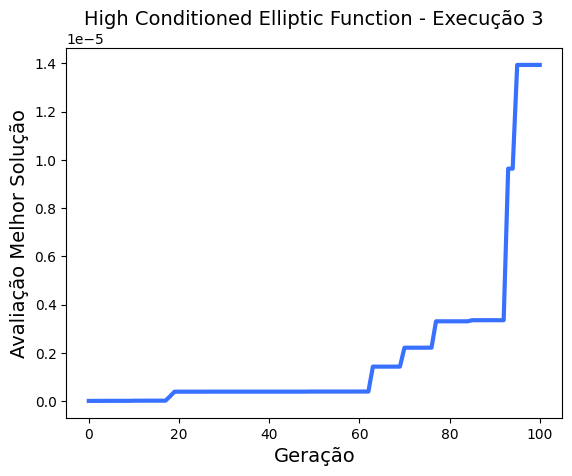 High Conditioned Elliptic Function - Execução 3
1e−5
1.4
1.2
1.0
0.8
0.6
0.4
0.2
0.0
Avaliação Melhor Solução
0 20 40 60 80 100
Geração